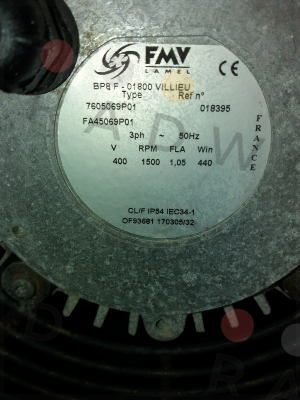 FMV
LAMEL
CE
BP8 F - 01800 VILLIEU
Type Ref n°
7605069P01 018395
FA45069P01
3ph ~ 50Hz
V RPM FLA Win
400 1500 1,05 440
FRANCE
CL/F IP54 IEC34-1
OF93681 170305/32